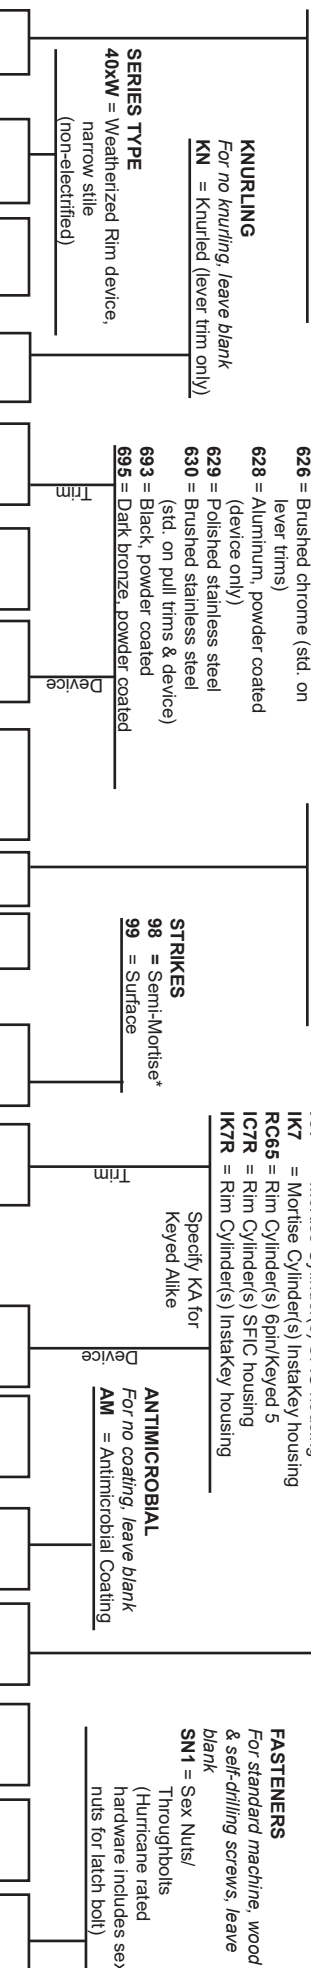 SERIES TYPE
40xW = Weatherized Rim device,
narrow stile
(non-electrified)
KNURLING
For no knurling, leave blank
KN = Knurled (lever trim only)
626 = Brushed chrome (std. on
lever trims)
628 = Aluminum, powder coated
(device only)
629 = Polished stainless steel
630 = Brushed stainless steel
(std. on pull trims & device)
693 = Black, powder coated
695 = Dark bronze, powder coated
Trim
Device
STRIKES
98 = Semi-Mortise*
99 = Surface
IK7 = Mortise Cylinder(s) InstaKey housing
RC65 = Rim Cylinder(s) 6pin/Keyed 5
IC7R = Rim Cylinder(s) SFIC housing
IK7R = Rim Cylinder(s) InstaKey housing
Specify KA for
Keyed Alike
Trim
Device
ANTIMICROBIAL
For no coating, leave blank
AM = Antimicrobial Coating
FASTENERS
For standard machine, wood
& self-drilling screws, leave
blank
SN1 = Sex Nuts/
Throughbolts
(Hurricane rated
hardware includes sex
nuts for latch bolt)